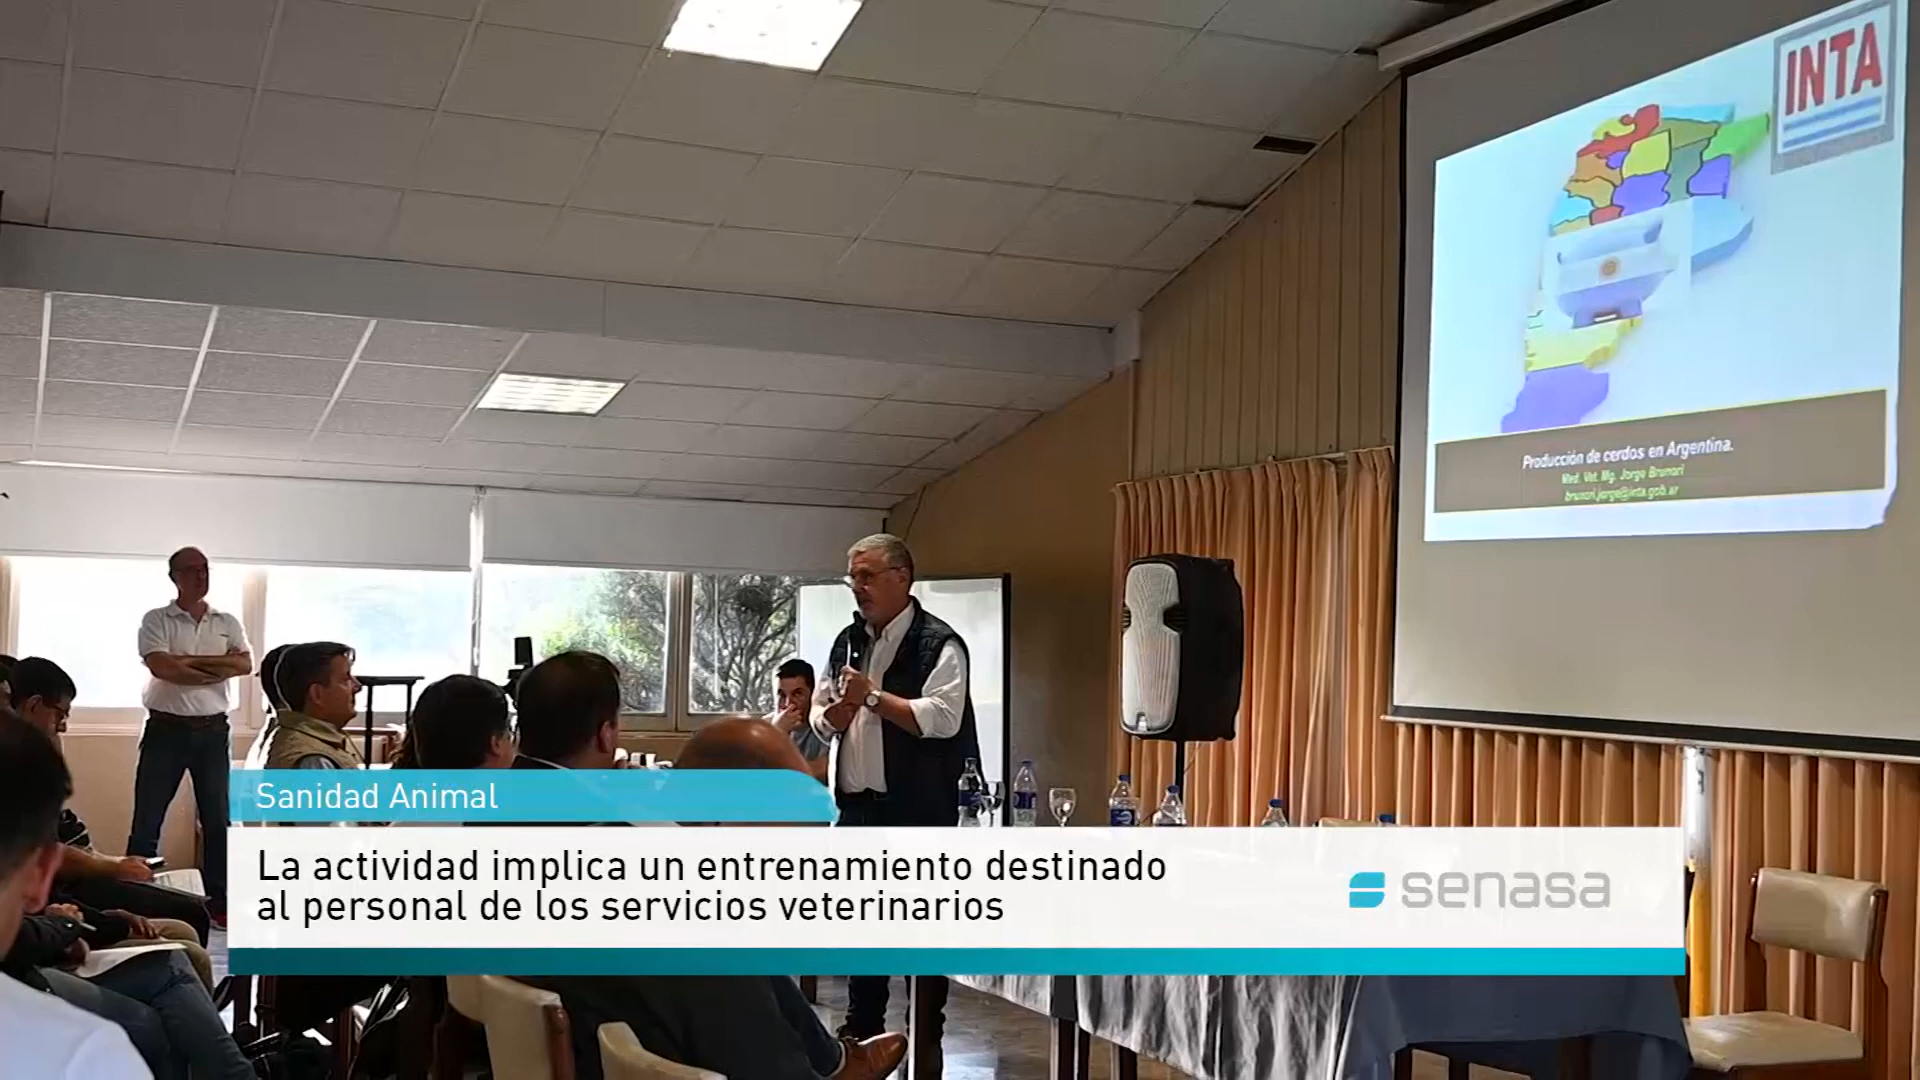 INTA
Producción de cerdos en Argentina.
Med. Vet. Mg. Jorge Brunori
brunori.jorge@inta.gob.ar
Sanidad Animal
La actividad implica un entrenamiento destinado
al personal de los servicios veterinarios
senasa